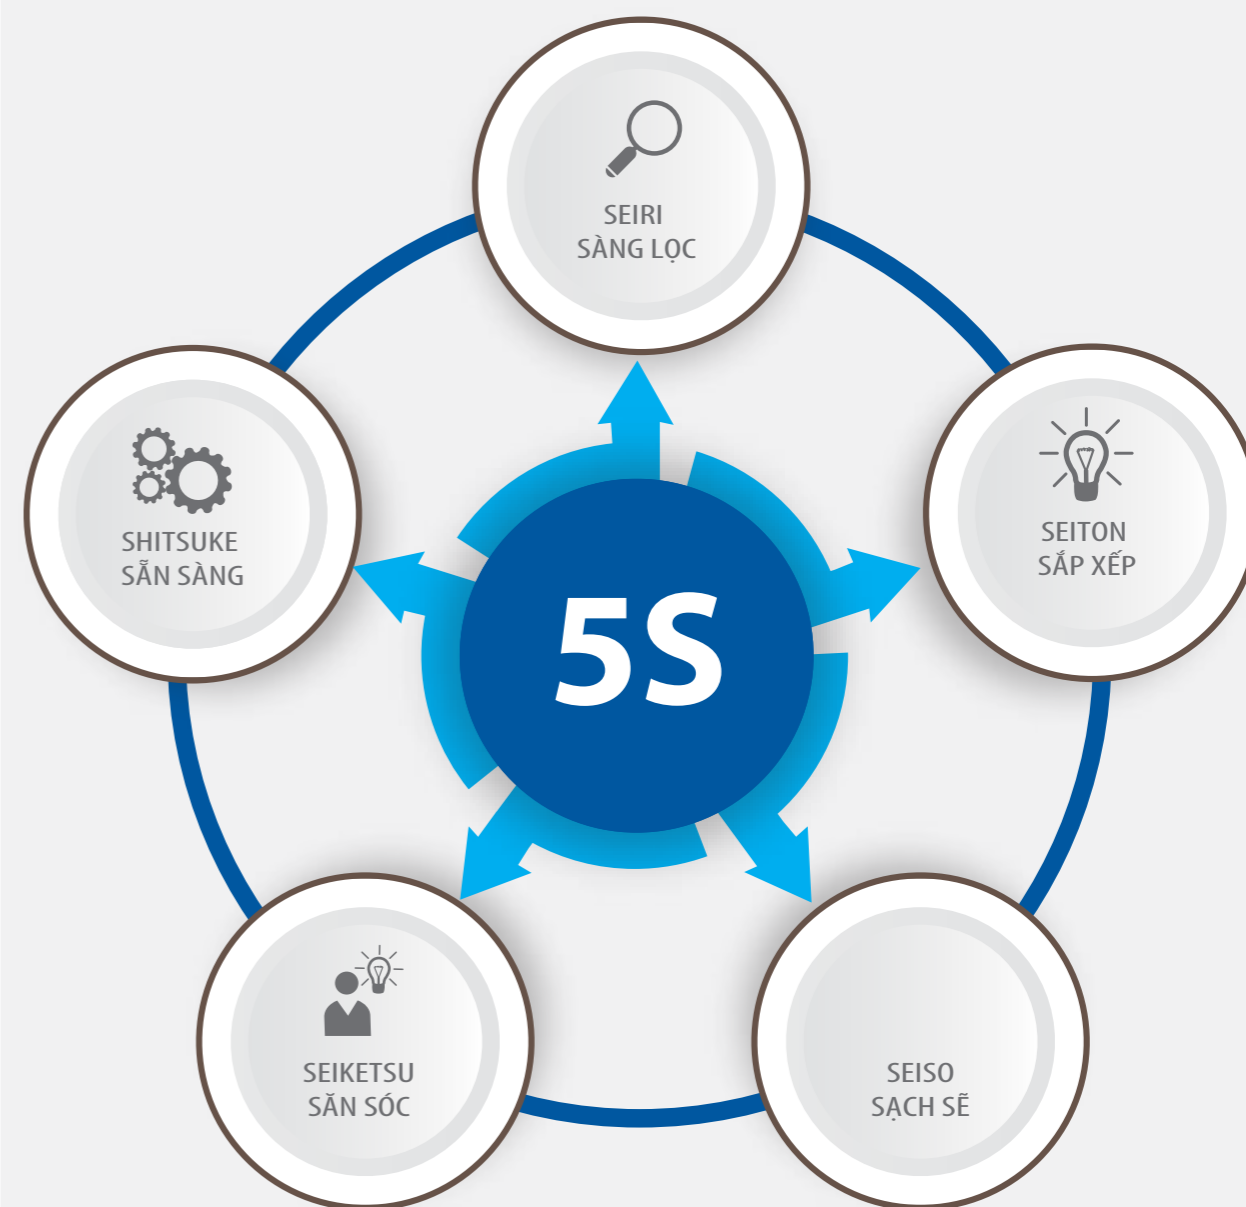 SEIRI
SÀNG LỌC
SEITON
SẮP XẾP
SHITSUKE
SẴN SÀNG
5S
SEIKETSU
SĂN SÓC
SEISO
SẠCH SẼ